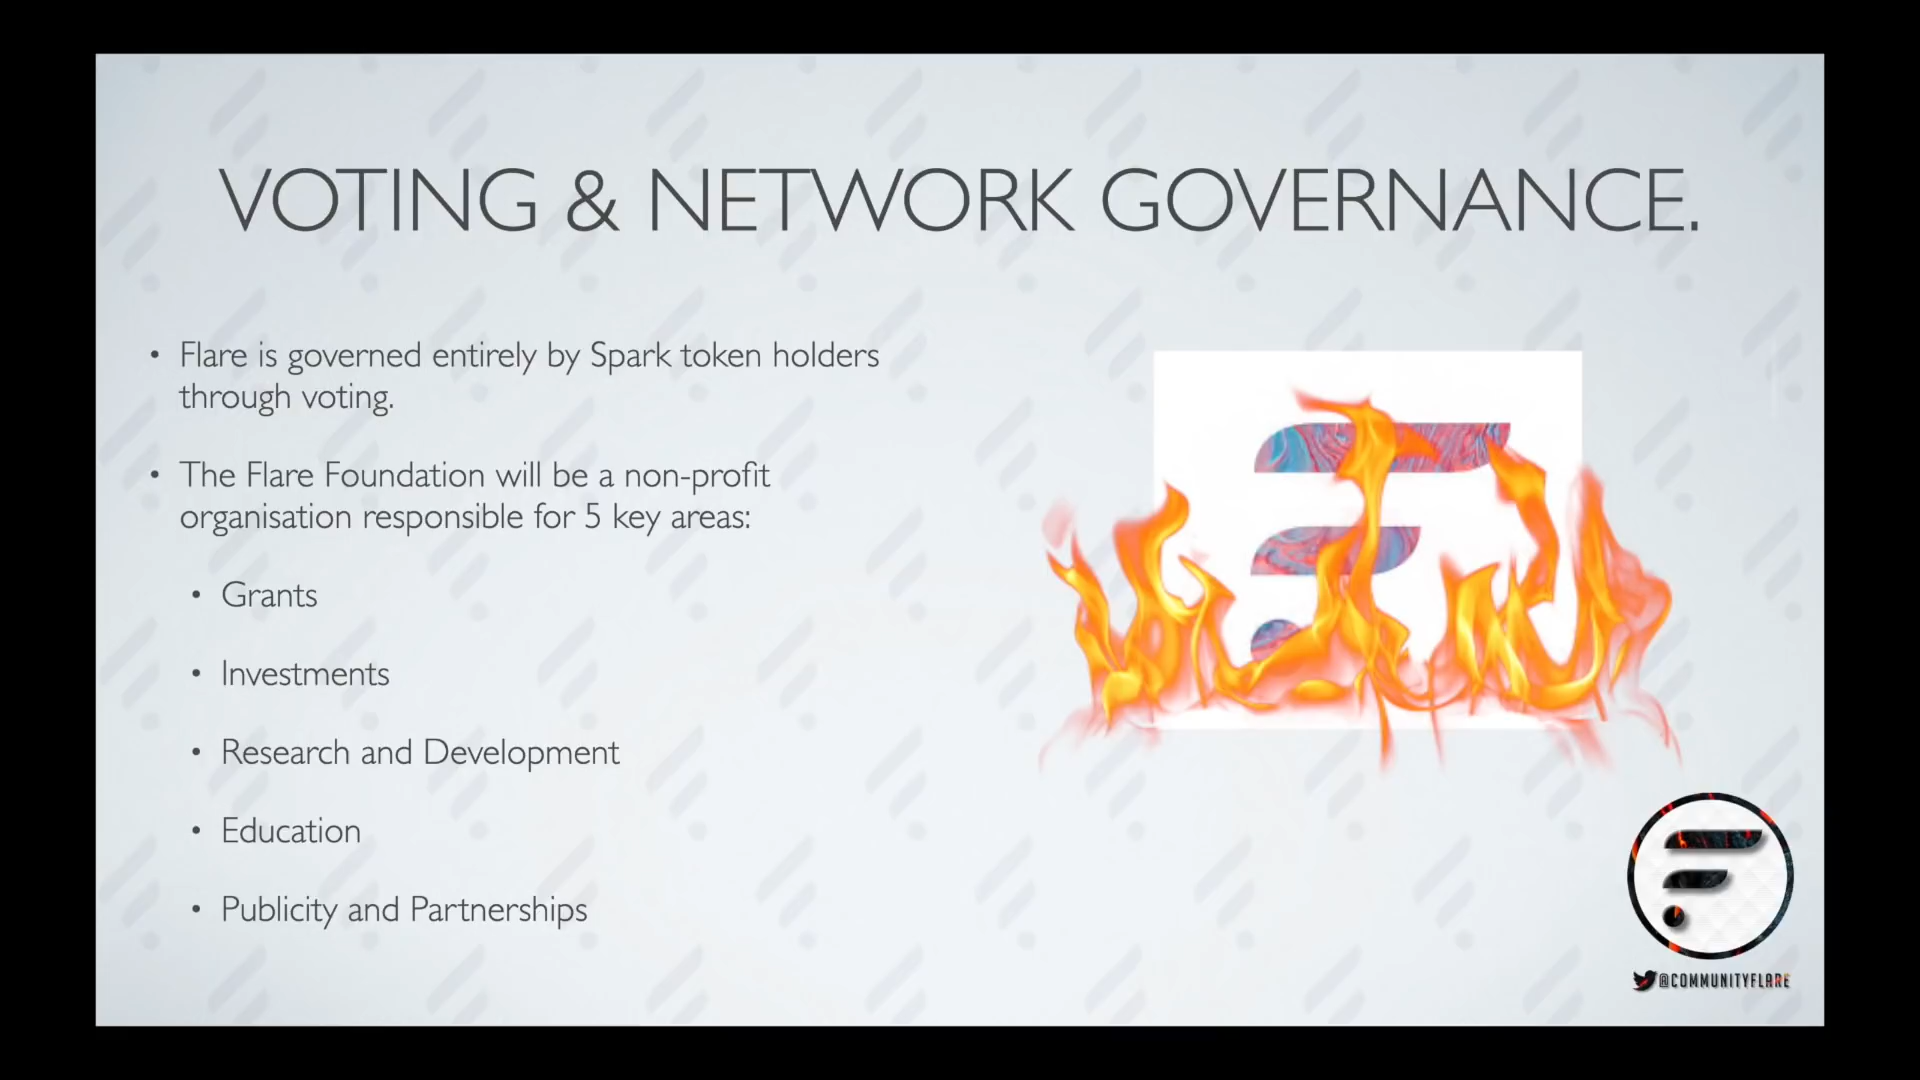 VOTING & NETWORK GOVERNANCE.
• Flare is governed entirely by Spark token holders
through voting.
• The Flare Foundation will be a non-profit
organisation responsible for 5 key areas:
• Grants
• Investments
• Research and Development
• Education
• Publicity and Partnerships
@COMMUNITYFLARE